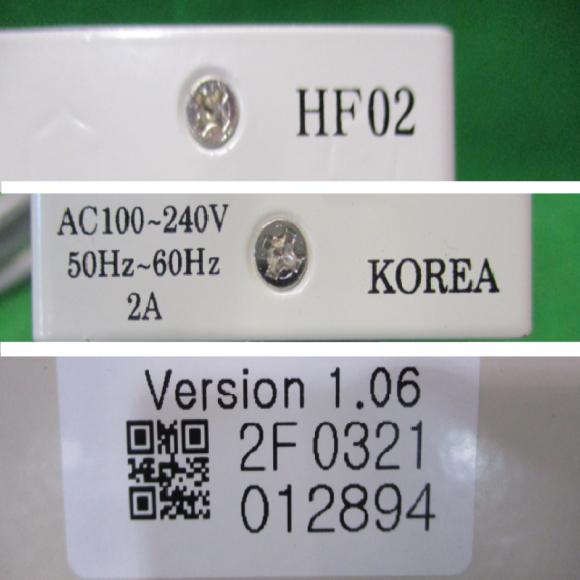 HF02
AC100~240V
50Hz~60Hz
2A
KOREA
Version 1.06
2F0321
012894